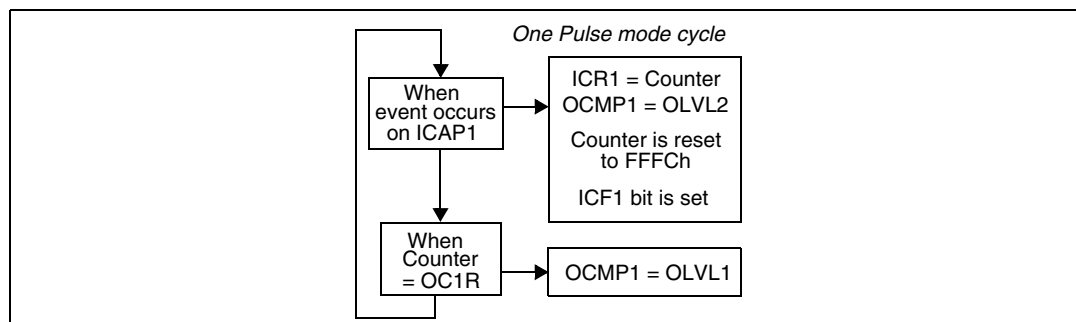 One Pulse mode cycle
When
event occurs
on ICAP1
ICR1 = Counter
OCMP1 = OLVL2
Counter is reset
to FFFCh
ICF1 bit is set
When
Counter
= OC1R
OCMP1 = OLVL1